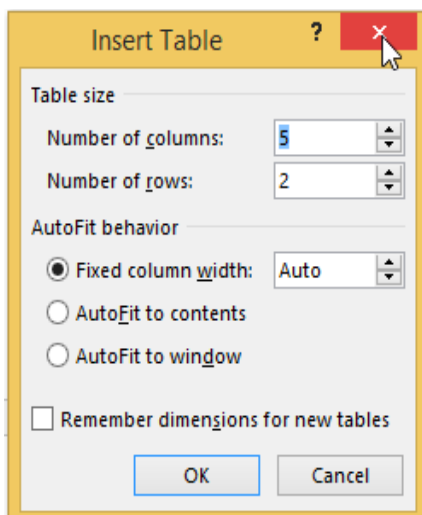 Insert Table ?
Table size
Number of columns: 5
Number of rows: 2
AutoFit behavior
Fixed column width: Auto
AutoFit to contents
AutoFit to window
Remember dimensions for new tables
OK Cancel